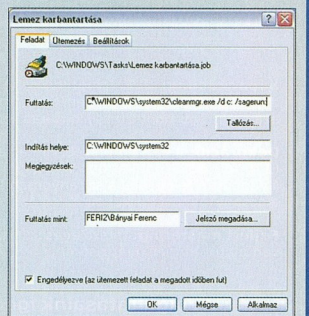 Lemez karbantartása
Feladat Ütemezés Beállítások
C:\WINDOWS\Tasks\Lemez karbantartása.job
Futtatás: C:\WINDOWS\system32\cleanmgr.exe /d c: /sagerun:
Tallózás...
Indítás helye: C:\WINDOWS\system32
Megjegyzések:
Futtatás mint: FERI2\Bányai Ferenc
Jelszó megadása...
Engedélyezve (az ütemezett feladat a megadott időben fut)
OK Mégse Alkalmaz